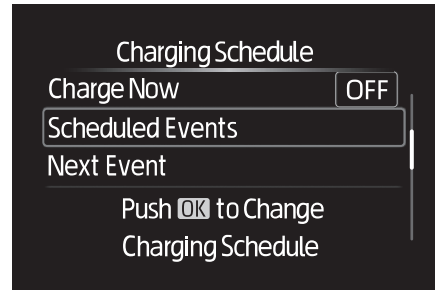 Charging Schedule
Charge Now OFF
Scheduled Events
Next Event
Push OK to Change
Charging Schedule